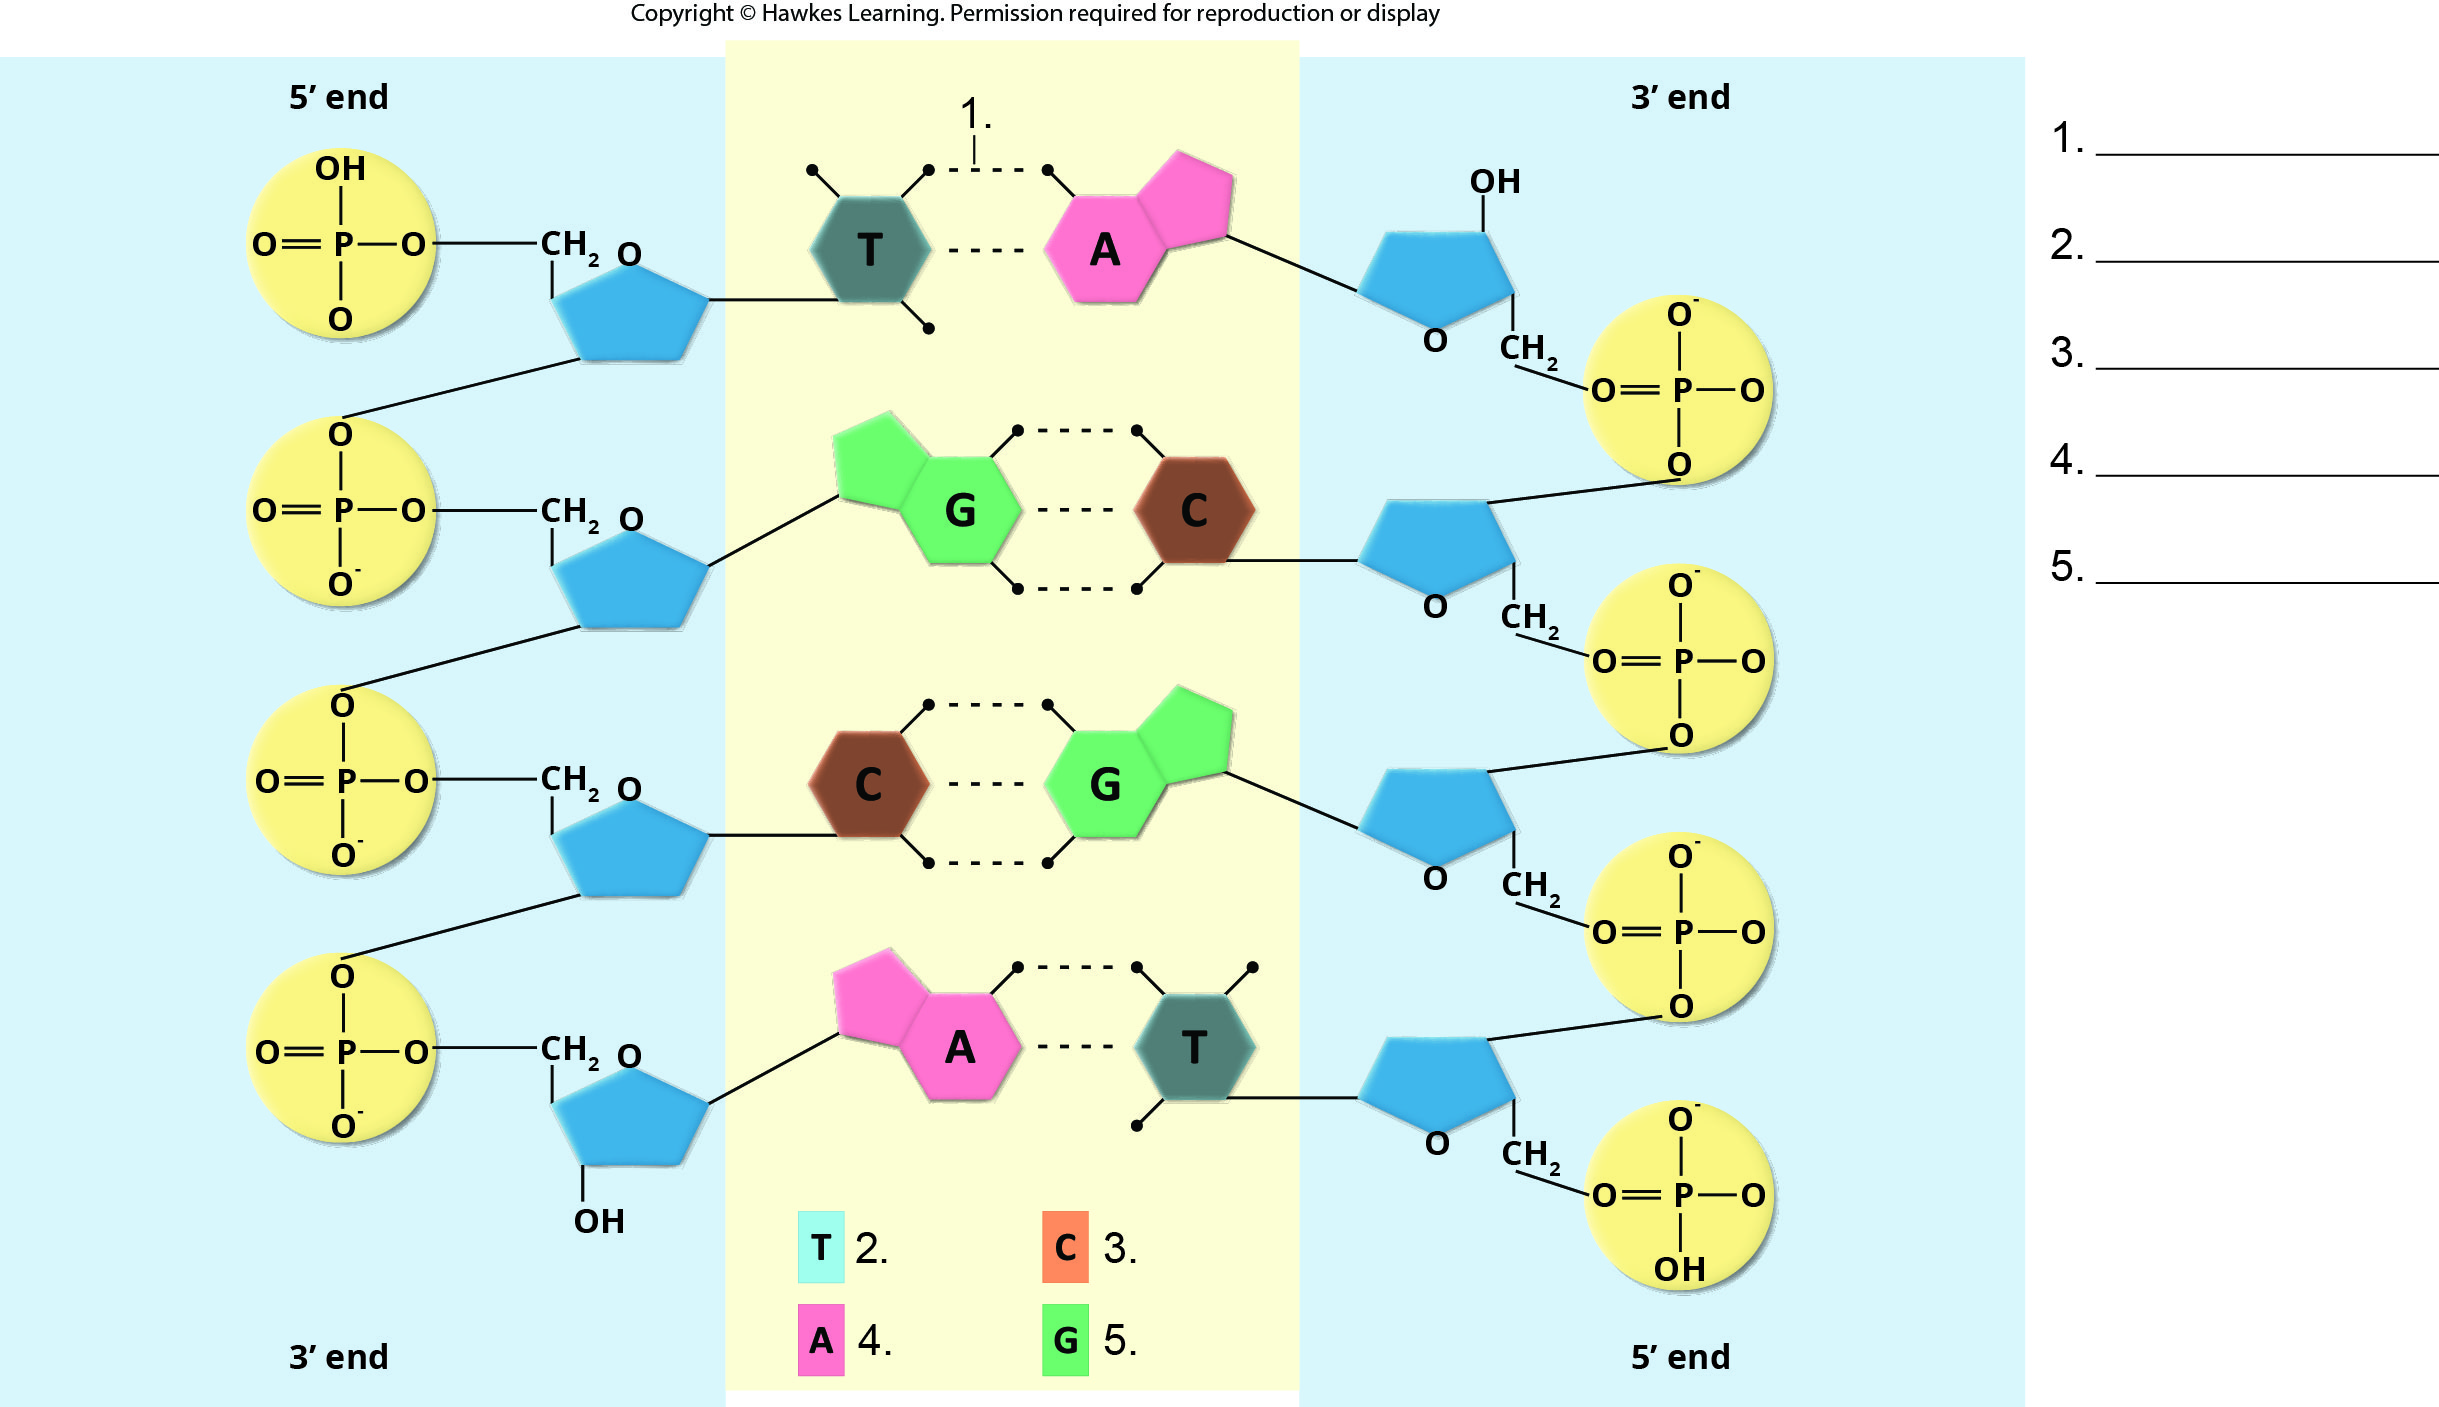 Copyright © Hawkes Learning. Permission required for reproduction or display
5’ end
3’ end
1.
OH
O P O
O
CH2
O
T
A
OH
O
CH2
O-
O P O
O
O
O P O
O-
CH2
O
G
C
O
CH2
O-
O P O
O
O
O P O
O-
CH2
O
C
G
O
CH2
O-
O P O
O
O
O P O
O-
CH2
O
OH
A
T
O
CH2
O-
O P O
OH
T 2.
C 3.
A 4.
G 5.
3’ end
5’ end
1.
2.
3.
4.
5.